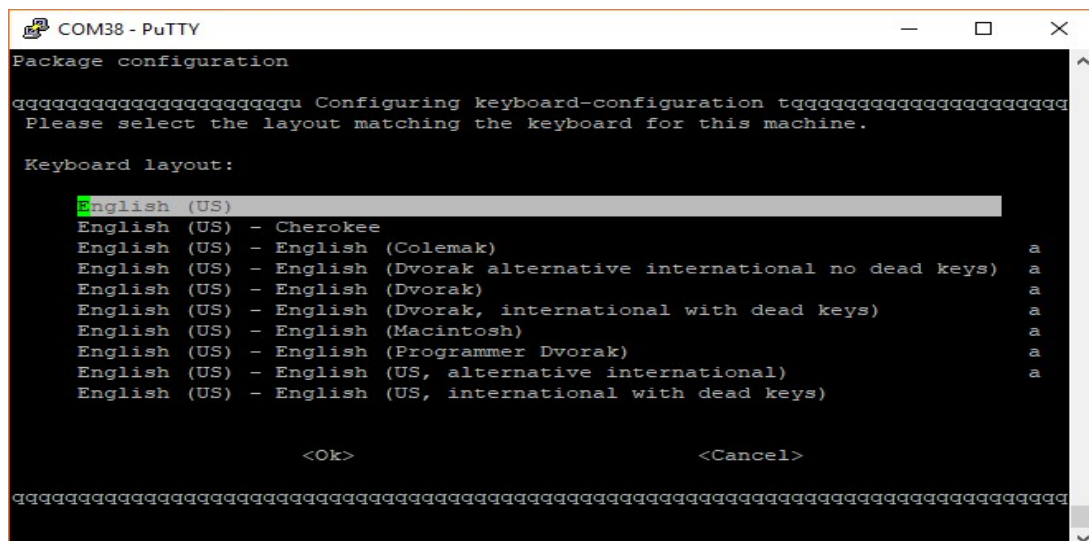 COM38 - PuTTY
Package configuration
qqqqqqqqqqqqqqqqqqqqqu Configuring keyboard-configuration tqqqqqqqqqqqqqqqqqqqqq
Please select the layout matching the keyboard for this machine.
Keyboard layout:
English (US)
English (US) - Cherokee
English (US) - English (Colemak) a
English (US) - English (Dvorak alternative international no dead keys) a
English (US) - English (Dvorak) a
English (US) - English (Dvorak, international with dead keys) a
English (US) - English (Macintosh) a
English (US) - English (Programmer Dvorak) a
English (US) - English (US, alternative international) a
English (US) - English (US, international with dead keys)
<Ok> <Cancel>
qqqqqqqqqqqqqqqqqqqqqqqqqqqqqqqqqqqqqqqqqqqqqqqqqqqqqqqqqqqqqqqqqqqqqqqqqqqqqqqq